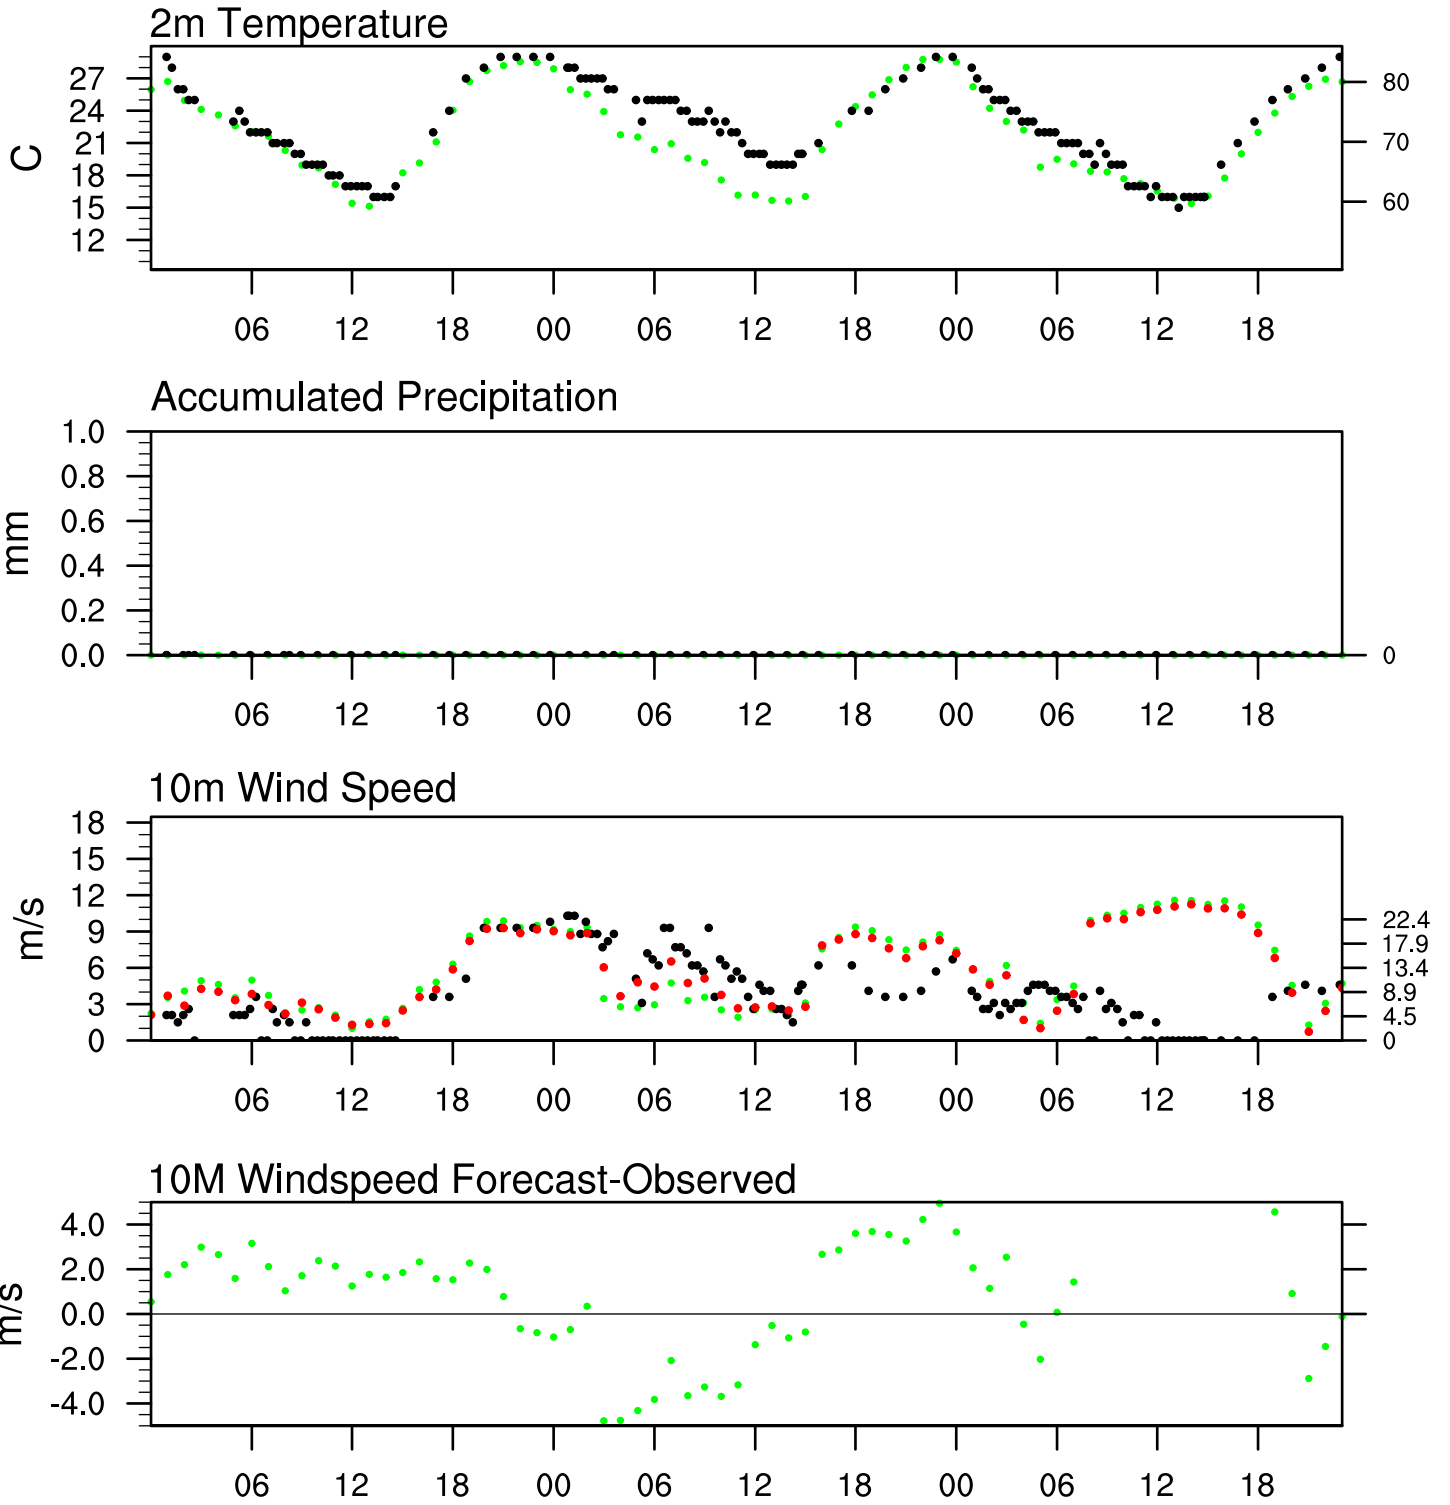 2m Temperature
C
27
24
21
18
15
12
80
70
60
06 12 18 00 06 12 18 00 06 12 18
Accumulated Precipitation
mm
1.0
0.8
0.6
0.4
0.2
0.0
0
06 12 18 00 06 12 18 00 06 12 18
10m Wind Speed
m/s
18
15
12
9
6
3
0
22.4
17.9
13.4
8.9
4.5
0
06 12 18 00 06 12 18 00 06 12 18
10M Windspeed Forecast-Observed
m/s
4.0
2.0
0.0
-2.0
-4.0
06 12 18 00 06 12 18 00 06 12 18